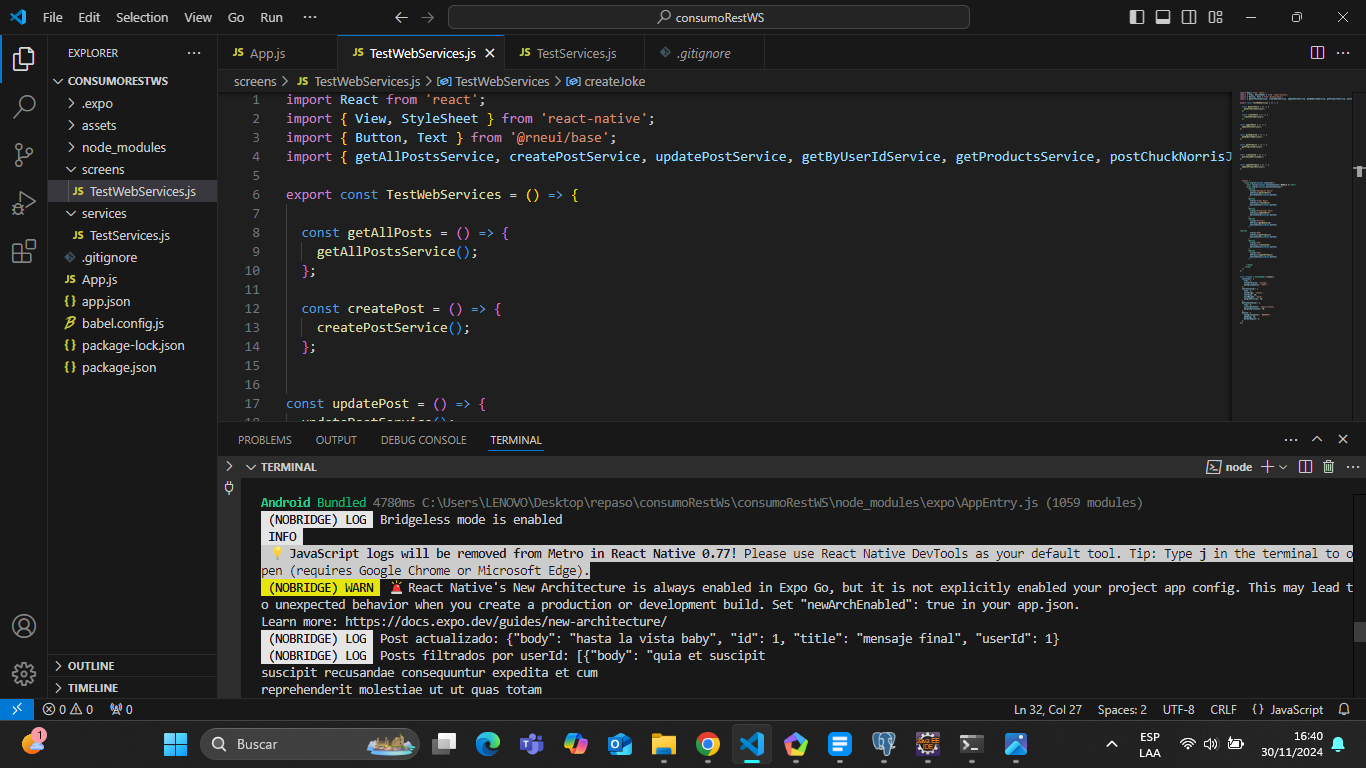 File Edit Selection View Go Run ··· consumoRestWS
EXPLORER ···
CONSUMORESTWS
.expo
assets
node_modules
screens
JS TestWebServices.js
services
JS TestServices.js
.gitignore
JS App.js
{} app.json
babel.config.js
{} package-lock.json
{} package.json
OUTLINE
TIMELINE
JS App.js JS TestWebServices.js JS TestServices.js .gitignore
screens > JS TestWebServices.js > TestWebServices > createJoke
1 import React from 'react';
2 import { View, StyleSheet } from 'react-native';
3 import { Button, Text } from '@rneui/base';
4 import { getAllPostsService, createPostService, updatePostService, getByUserIdService, getProductsService, postChuckNorrisJ
5
6 export const TestWebServices = () => {
7
8 const getAllPosts = () => {
9 getAllPostsService();
10 };
11
12 const createPost = () => {
13 createPostService();
14 };
15
16
17 const updatePost = () => {
18 updatePostService();
PROBLEMS OUTPUT DEBUG CONSOLE TERMINAL
TERMINAL node
Android Bundled 4780ms C:\Users\LENOVO\Desktop\repaso\consumoRestWs\consumoRestWS\node_modules\expo\AppEntry.js (1059 modules)
(NOBRIDGE) LOG Bridgeless mode is enabled
INFO
💡 JavaScript logs will be removed from Metro in React Native 0.77! Please use React Native DevTools as your default tool. Tip: Type j in the terminal to o
pen (requires Google Chrome or Microsoft Edge).
(NOBRIDGE) WARN 🚨 React Native's New Architecture is always enabled in Expo Go, but it is not explicitly enabled your project app config. This may lead t
o unexpected behavior when you create a production or development build. Set "newArchEnabled": true in your app.json.
Learn more: https://docs.expo.dev/guides/new-architecture/
(NOBRIDGE) LOG Post actualizado: {"body": "hasta la vista baby", "id": 1, "title": "mensaje final", "userId": 1}
(NOBRIDGE) LOG Posts filtrados por userId: [{"body": "quia et suscipit
suscipit recusandae consequuntur expedita et cum
reprehenderit molestiae ut ut quas totam
0 0 0 Ln 32, Col 27 Spaces: 2 UTF-8 CRLF {} JavaScript
1 Buscar ESP
LAA
16:40
30/11/2024